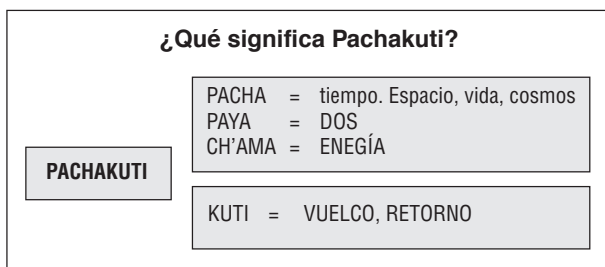 ¿Qué significa Pachakuti?
PACHA = tiempo. Espacio, vida, cosmos
PAYA = DOS
CH'AMA = ENEGÍA
PACHAKUTI
KUTI = VUELCO, RETORNO